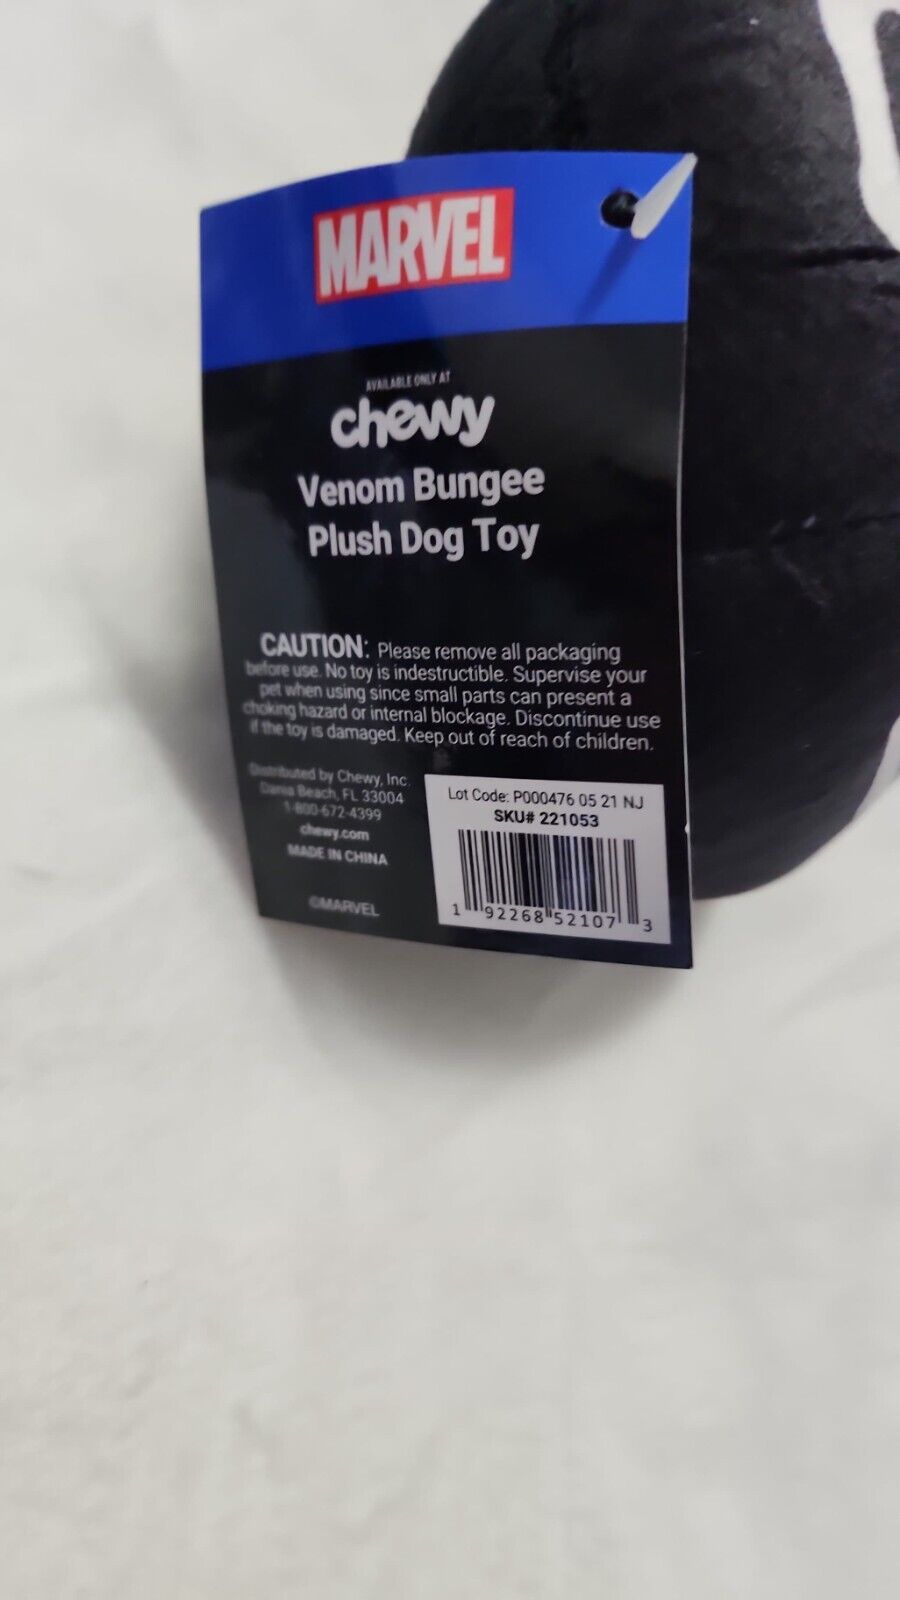 MARVEL
AVAILABLE ONLY AT
chewy
Venom Bungee
Plush Dog Toy
CAUTION: Please remove all packaging
before use. No toy is indestructible. Supervise your
pet when using since small parts can present a
choking hazard or internal blockage. Discontinue use
if the toy is damaged. Keep out of reach of children.
Distributed by Chewy, Inc.
Dania Beach, FL 33004
1-800-672-4399
chewy.com
MADE IN CHINA
©MARVEL
Lot Code: P000476 05 21 NJ
SKU# 221053
1 92268 52107 3